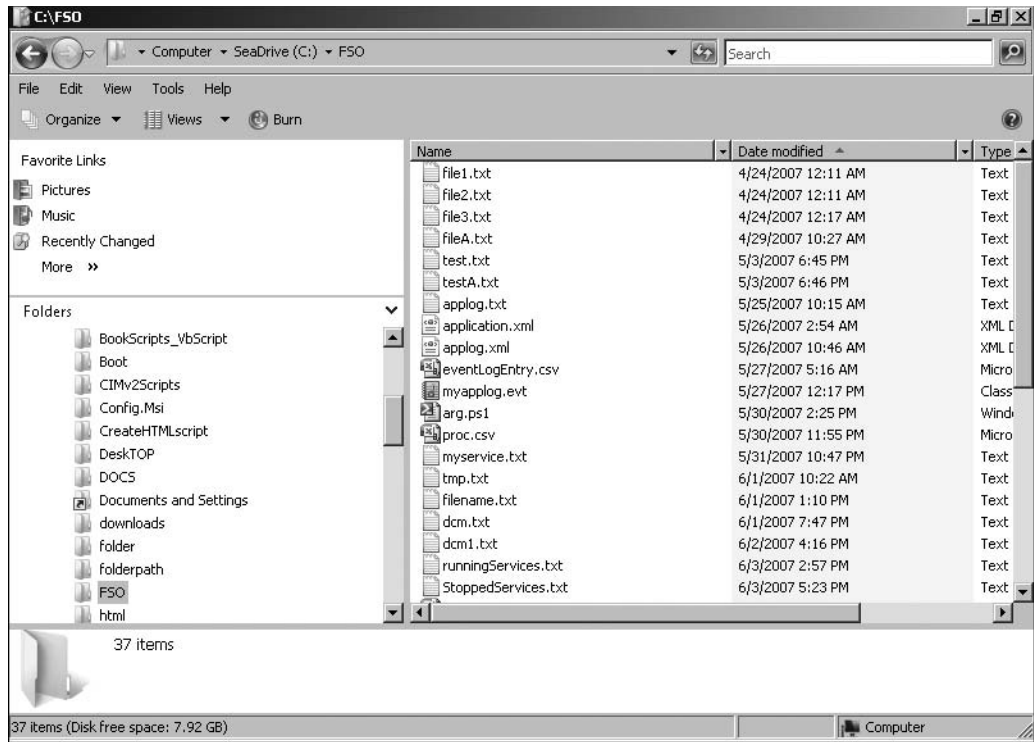 C:\FSO
Computer SeaDrive (C:) FSO
Search
File Edit View Tools Help
Organize Views Burn
Favorite Links
Pictures
Music
Recently Changed
More »
Folders
BookScripts_VbScript
Boot
CIMv2Scripts
Config.Msi
CreateHTMLscript
DeskTOP
DOCS
Documents and Settings
downloads
folder
folderpath
FSO
html
Name Date modified Type
file1.txt 4/24/2007 12:11 AM Text
file2.txt 4/24/2007 12:11 AM Text
file3.txt 4/24/2007 12:17 AM Text
fileA.txt 4/29/2007 10:27 AM Text
test.txt 5/3/2007 6:45 PM Text
testA.txt 5/3/2007 6:46 PM Text
applog.txt 5/25/2007 10:15 AM Text
application.xml 5/26/2007 2:54 AM XML D
applog.xml 5/26/2007 10:46 AM XML D
eventLogEntry.csv 5/27/2007 5:16 AM Micro
myapplog.evt 5/27/2007 12:17 PM Class
arg.ps1 5/30/2007 2:25 PM Wind
proc.csv 5/30/2007 11:55 PM Micro
myservice.txt 5/31/2007 10:47 PM Text
tmp.txt 6/1/2007 10:22 AM Text
filename.txt 6/1/2007 1:10 PM Text
dcm.txt 6/1/2007 7:47 PM Text
dcm1.txt 6/2/2007 4:16 PM Text
runningServices.txt 6/3/2007 2:57 PM Text
StoppedServices.txt 6/3/2007 5:23 PM Text
37 items
37 items (Disk free space: 7.92 GB) Computer